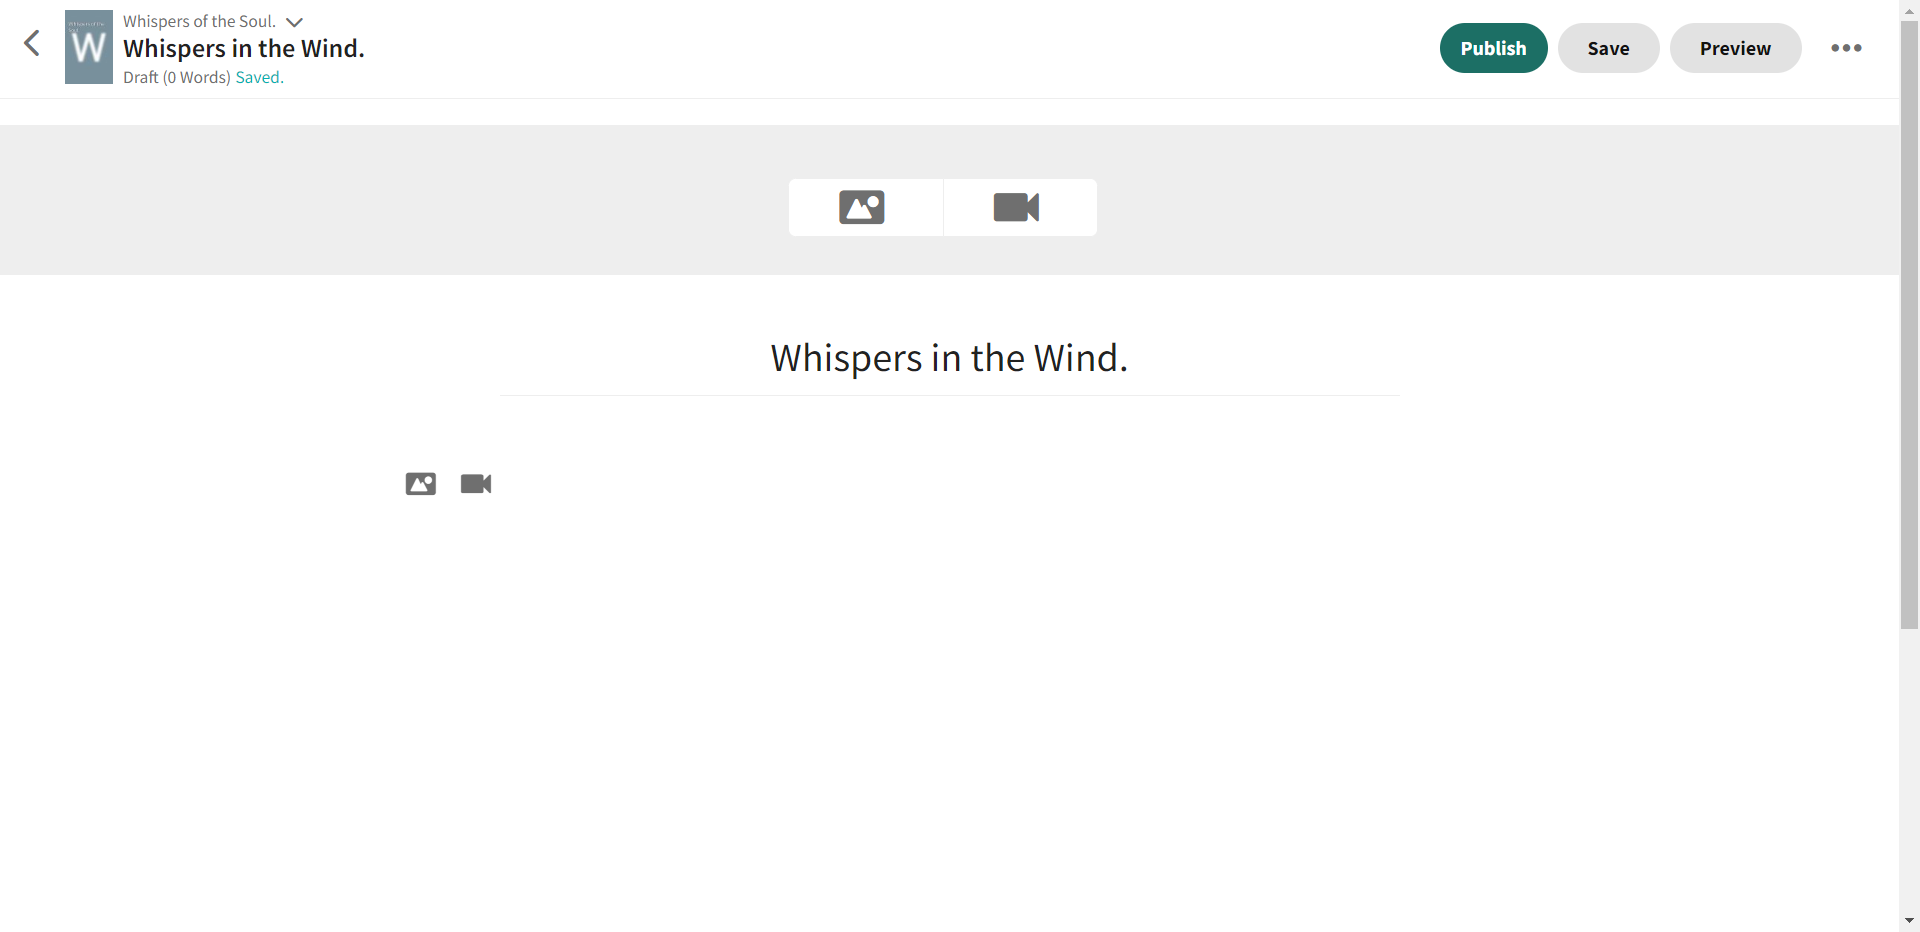 Whispers of the Soul.
Whispers in the Wind.
Draft (0 Words) Saved.
W
Publish
Save
Preview
Whispers in the Wind.